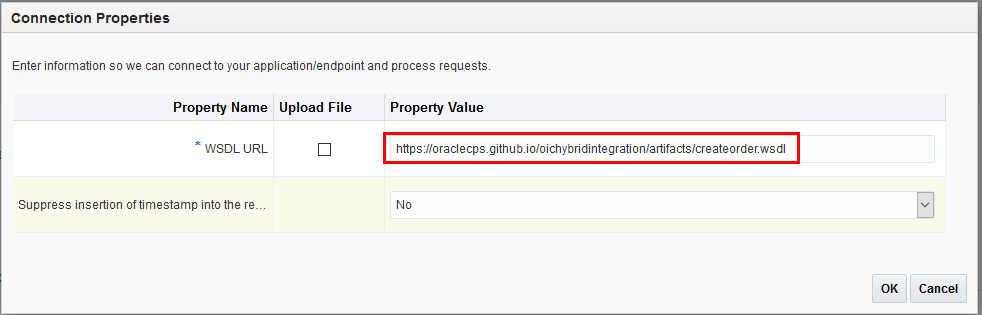 Connection Properties
Enter information so we can connect to your application/endpoint and process requests.
Property Name Upload File Property Value
* WSDL URL https://oraclecps.github.io/oichybridintegration/artifacts/createorder.wsdl
Suppress insertion of timestamp into the re... No
OK Cancel